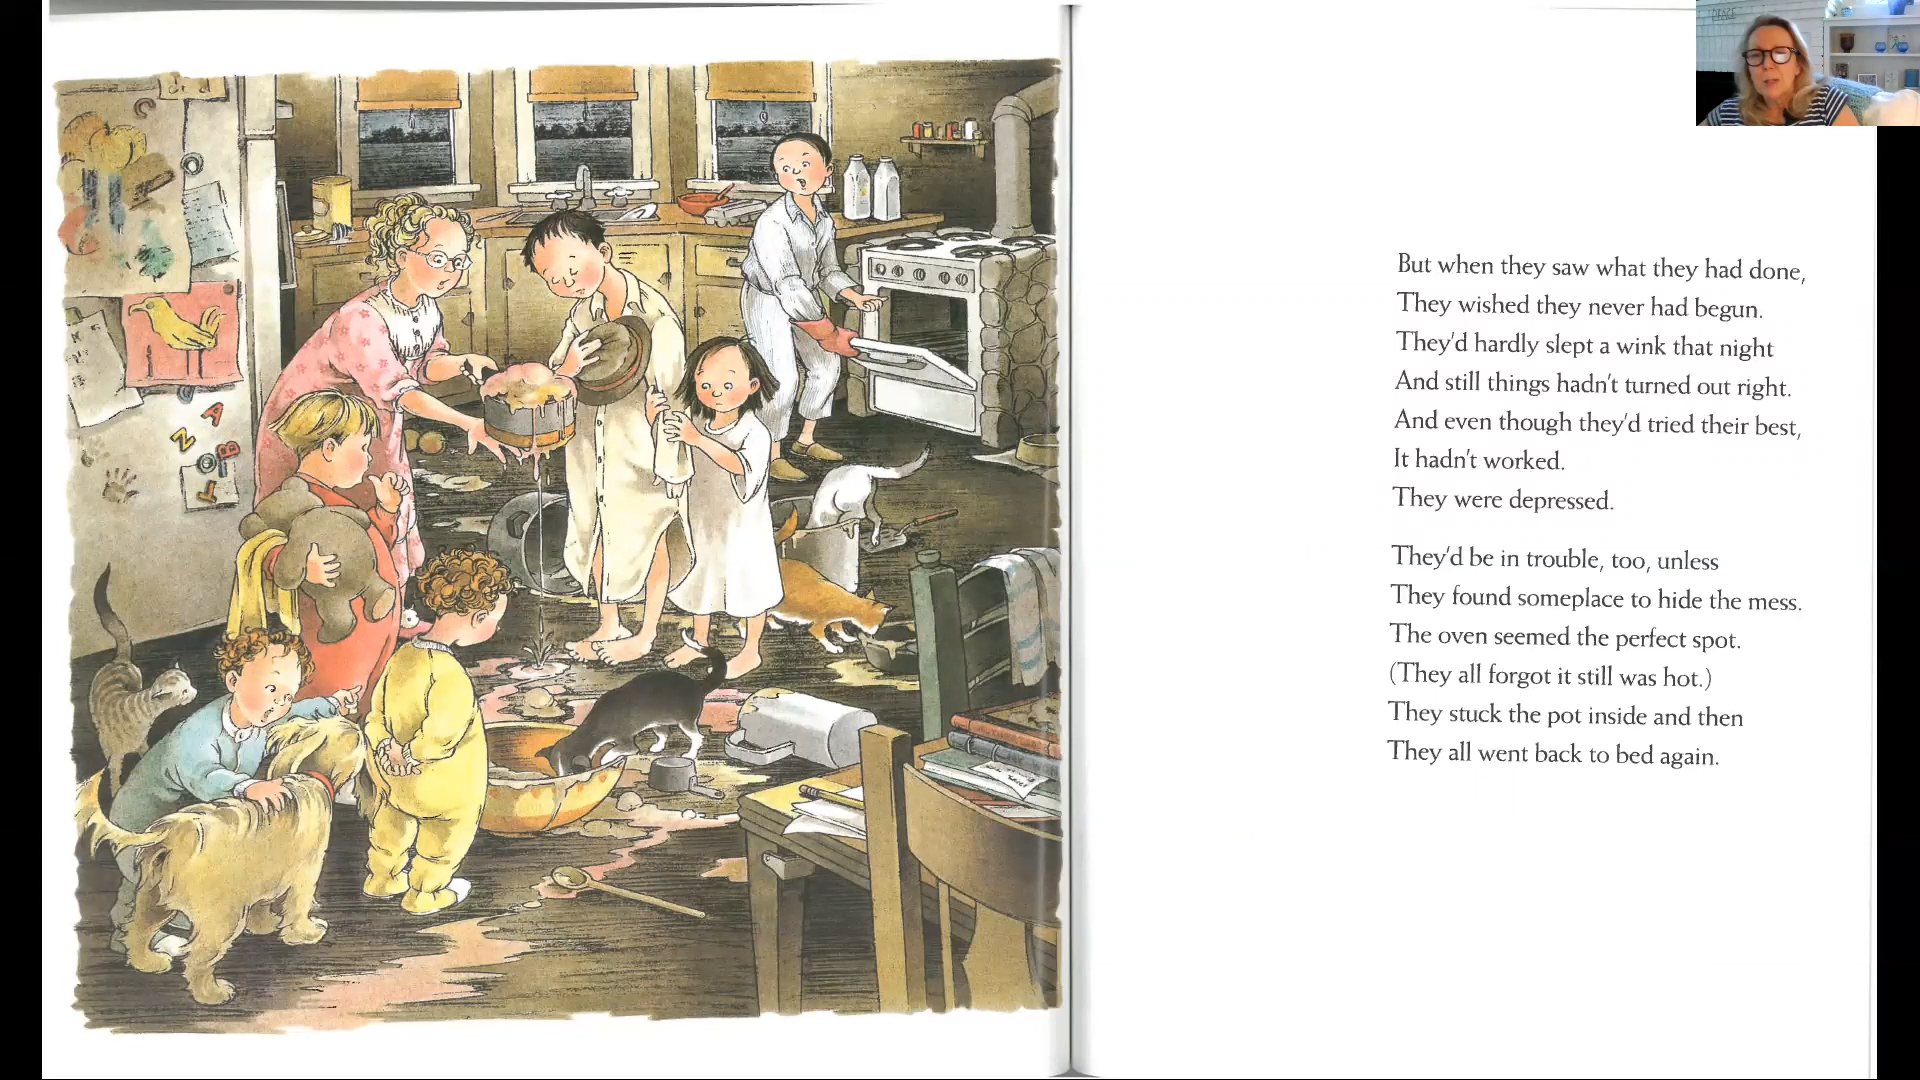 PEACE
A
Z
B
But when they saw what they had done,
They wished they never had begun.
They'd hardly slept a wink that night
And still things hadn't turned out right.
And even though they'd tried their best,
It hadn't worked.
They were depressed.
They'd be in trouble, too, unless
They found someplace to hide the mess.
The oven seemed the perfect spot.
(They all forgot it still was hot.)
They stuck the pot inside and then
They all went back to bed again.